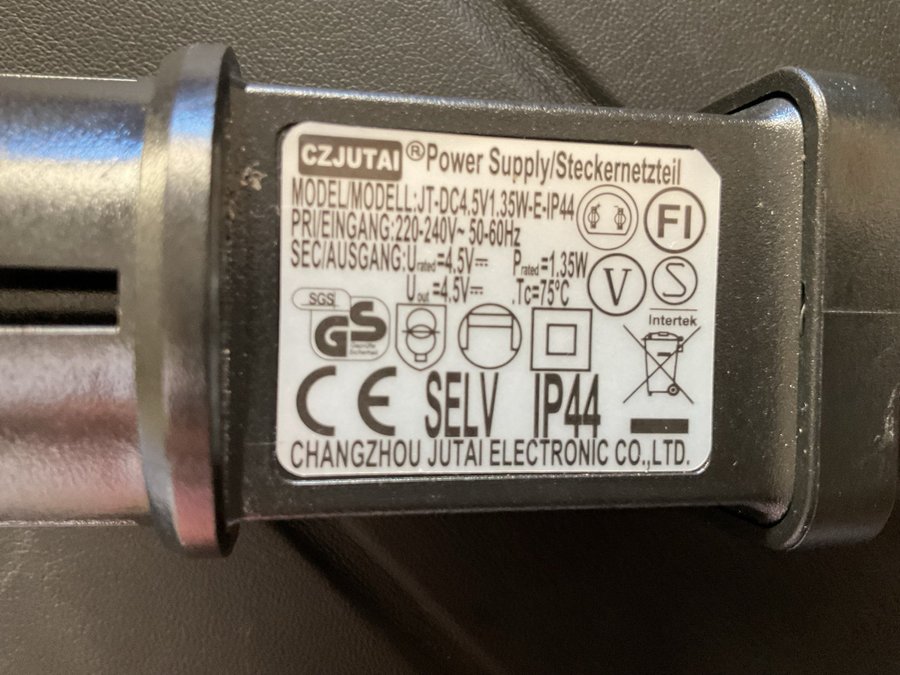 CZJUTAI ® Power Supply/Steckernetzteil
MODEL/MODELL:JT-DC4.5V1.35W-E-IP44
PRI/EINGANG:220-240V~ 50-60Hz
SEC/AUSGANG:Urated=4.5V⎓ Prated=1.35W
Uout=4.5V⎓ .Tc=75°C
FI
V
S
Intertek
SGS
GS
Geprüfte
Sicherheit
CE SELV IP44
CHANGZHOU JUTAI ELECTRONIC CO.,LTD.